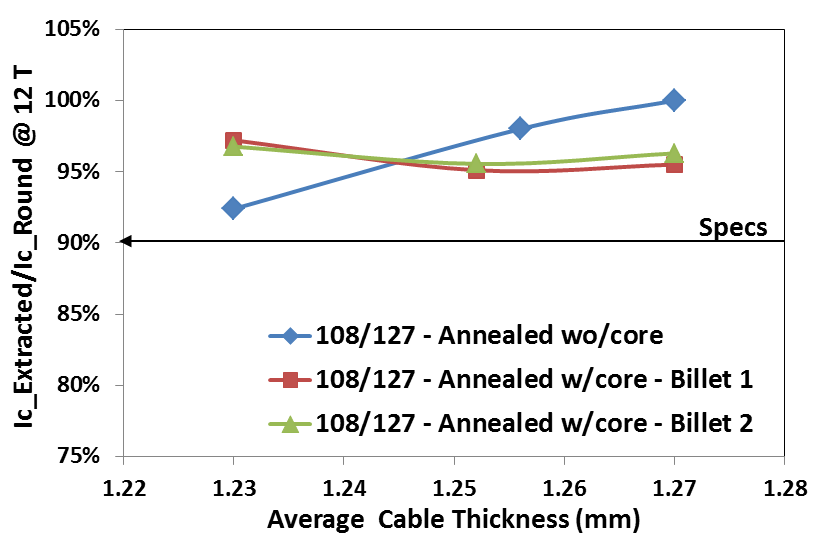 Ic_Extracted/Ic_Round @ 12 T
105%
100%
95%
90%
85%
80%
75%
Specs
108/127 - Annealed wo/core
108/127 - Annealed w/core - Billet 1
108/127 - Annealed w/core - Billet 2
1.22 1.23 1.24 1.25 1.26 1.27 1.28
Average Cable Thickness (mm)